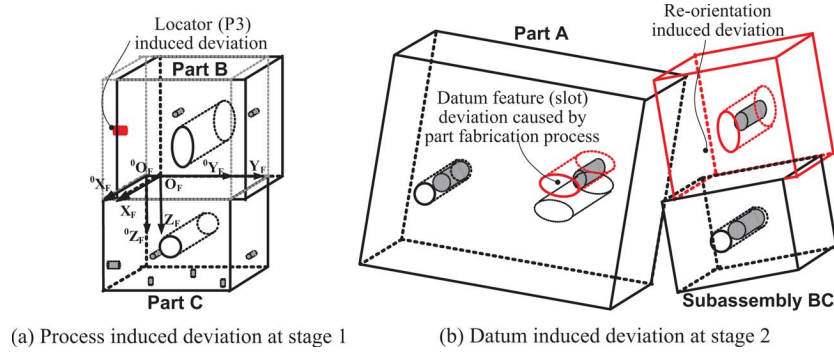 Locator (P3)
induced deviation
Part B
⁰O_F
⁰Y_F
Y_F
⁰X_F
O_F
X_F
Z_F
⁰Z_F
Part C
(a) Process induced deviation at stage 1
Part A
Re-orientation
induced deviation
Datum feature (slot)
deviation caused by
part fabrication process
Subassembly BC
(b) Datum induced deviation at stage 2